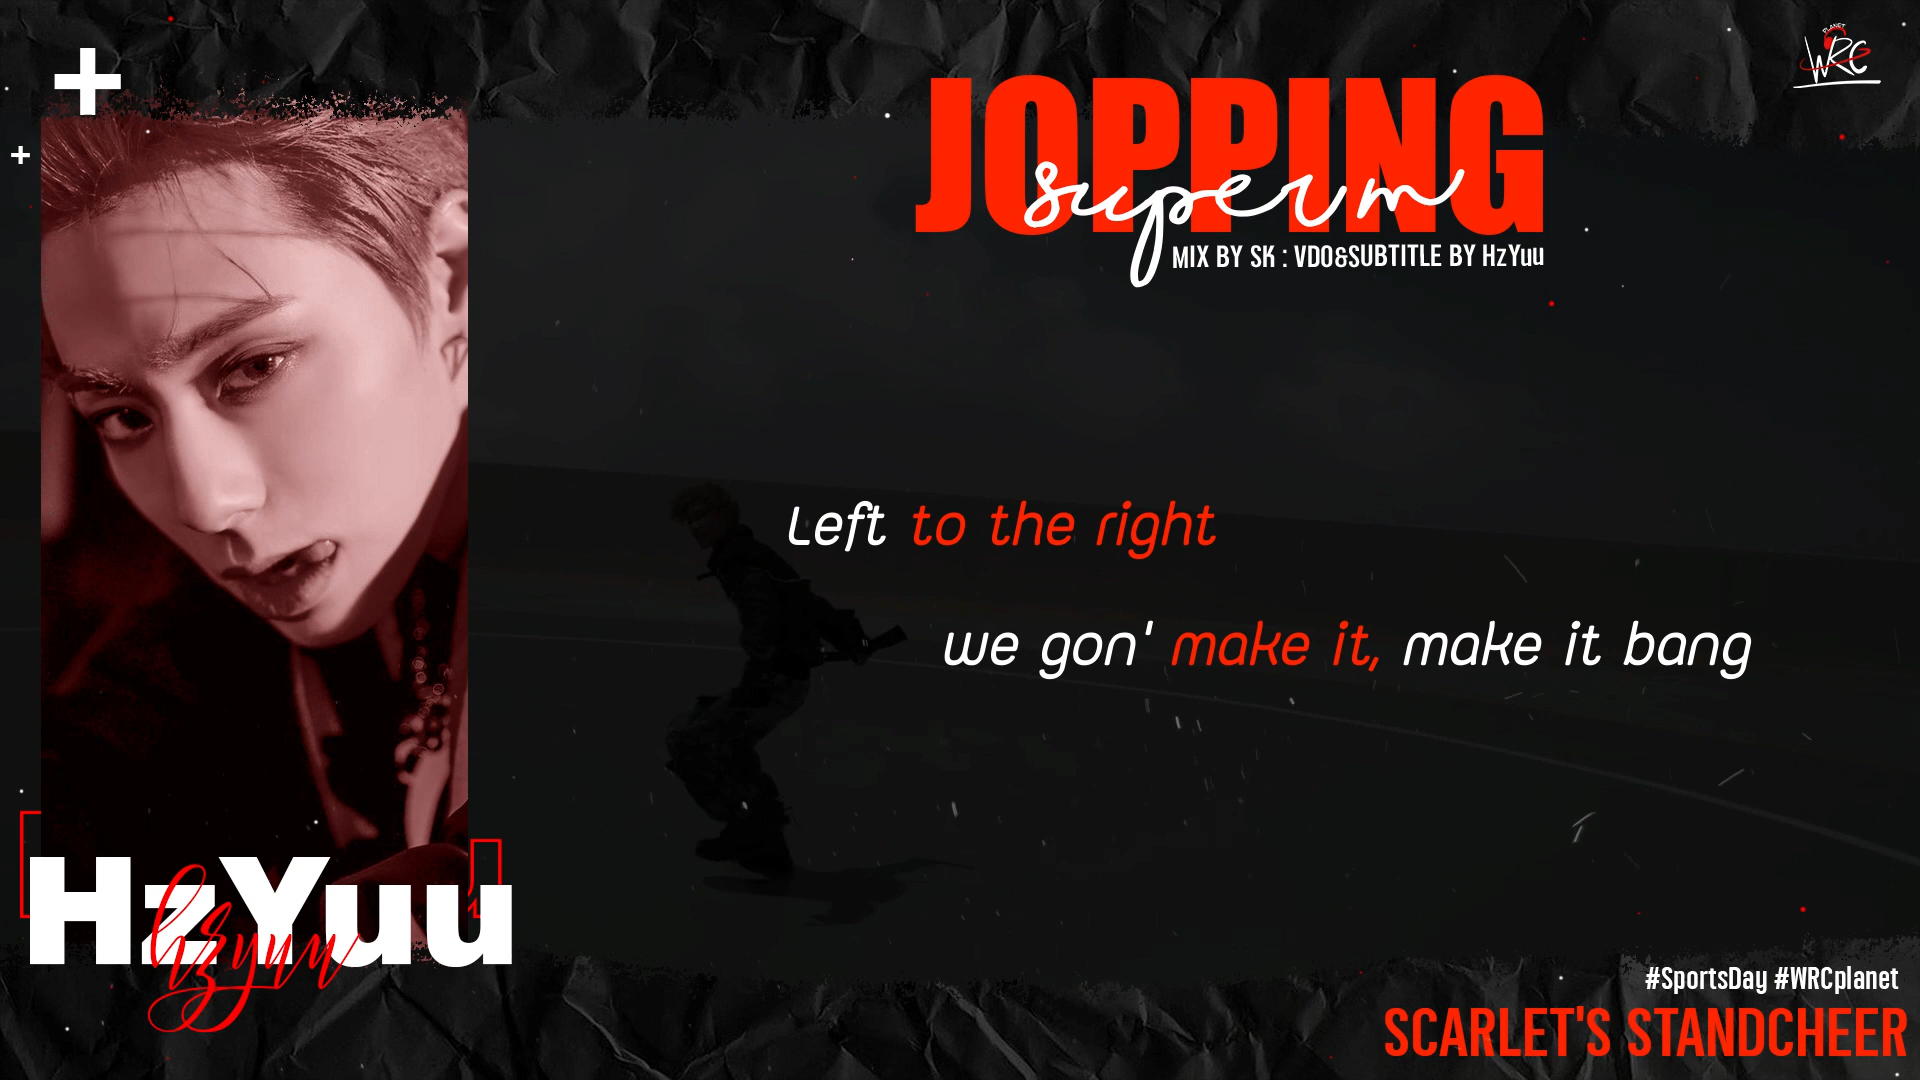 PLANET
WRC
JOPPING
superm
MIX BY SK : VDO&SUBTITLE BY HzYuu
Left to the right
we gon' make it, make it bang
HzYuu
hzyuu
#SportsDay #WRCplanet
SCARLET'S STANDCHEER